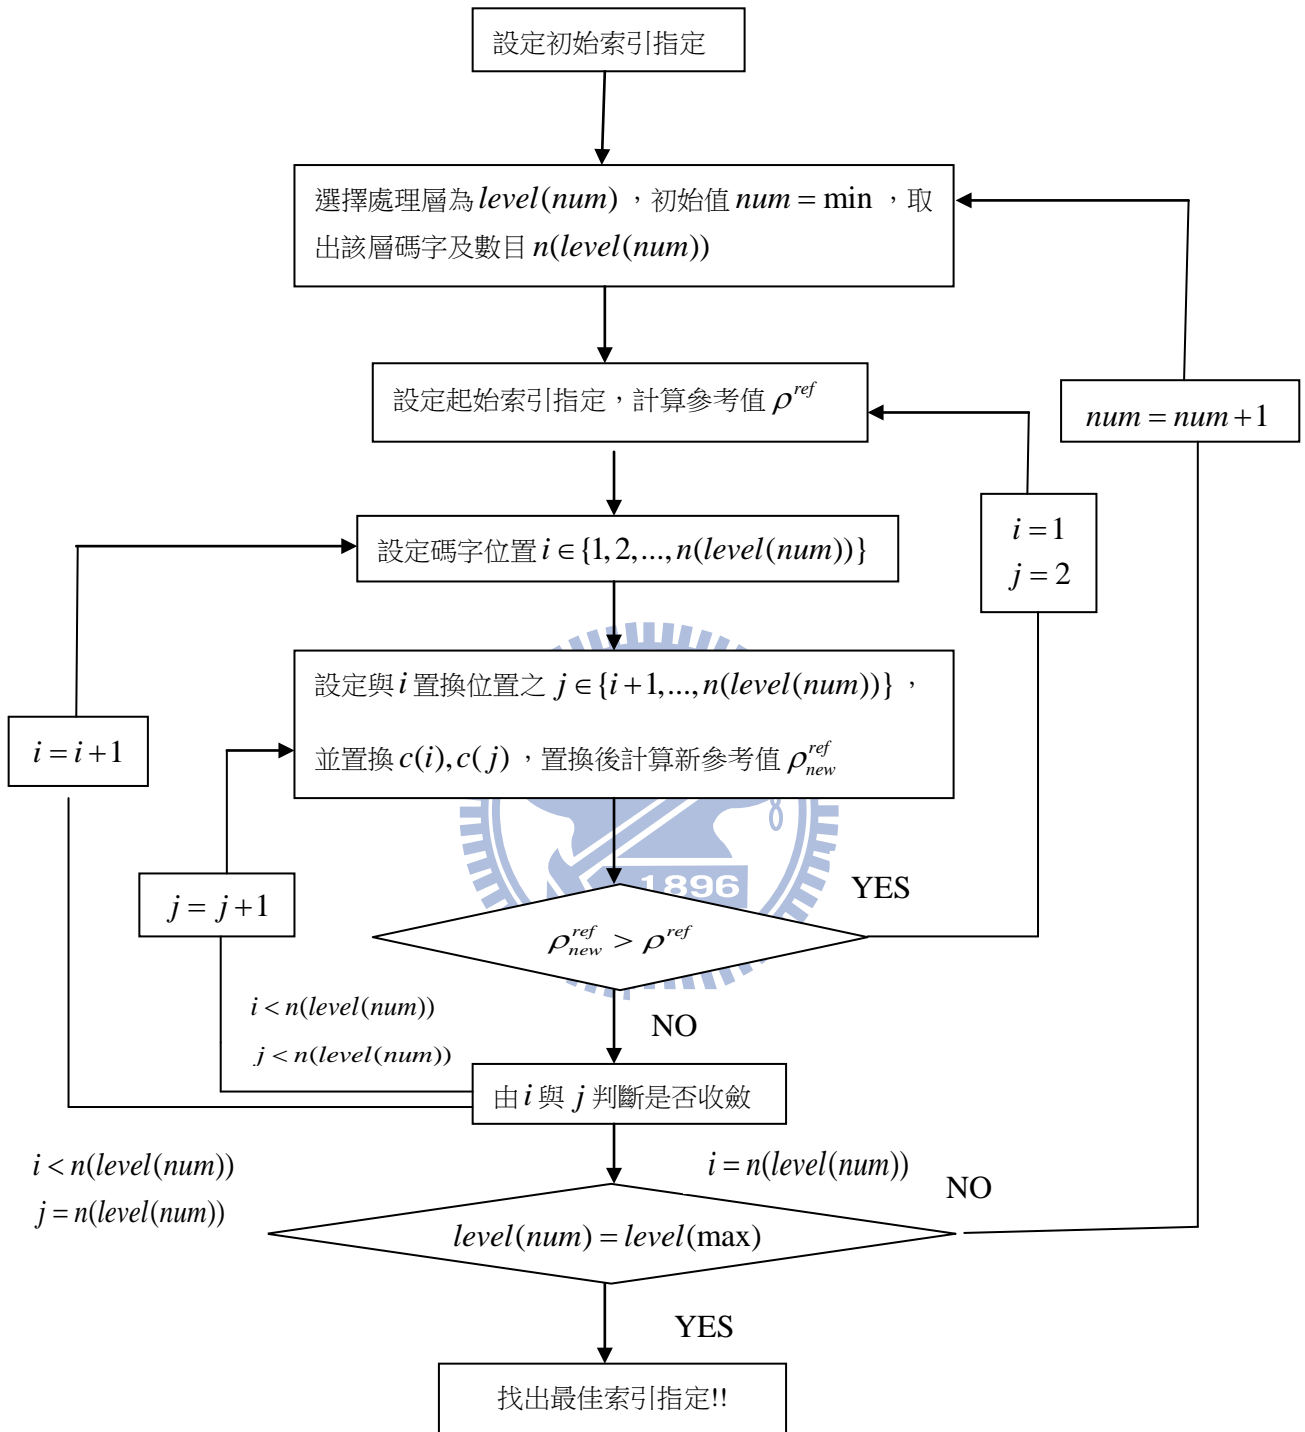 設定初始索引指定
選擇處理層為 level(num)，初始值 num = min，取
出該層碼字及數目 n(level(num))
設定起始索引指定，計算參考值 ρ^{ref}
num = num + 1
i = 1
j = 2
設定碼字位置 i ∈ {1, 2, ..., n(level(num))}
設定與 i 置換位置之 j ∈ {i + 1, ..., n(level(num))}，
並置換 c(i), c(j)，置換後計算新參考值 ρ_{new}^{ref}
i = i + 1
j = j + 1
1896
YES
ρ_{new}^{ref} > ρ^{ref}
i < n(level(num))
j < n(level(num))
NO
由 i 與 j 判斷是否收斂
i < n(level(num))
j = n(level(num))
i = n(level(num))
NO
level(num) = level(max)
YES
找出最佳索引指定!!